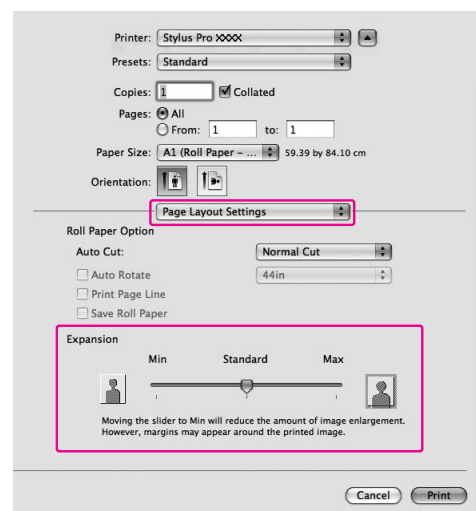 Printer: Stylus Pro XXXX
Presets: Standard
Copies: 1 Collated
Pages: All
From: 1 to: 1
Paper Size: A1 (Roll Paper – ... 59.39 by 84.10 cm
Orientation:
Page Layout Settings
Roll Paper Option
Auto Cut: Normal Cut
Auto Rotate 44in
Print Page Line
Save Roll Paper
Expansion
Min Standard Max
Moving the slider to Min will reduce the amount of image enlargement.
However, margins may appear around the printed image.
Cancel Print